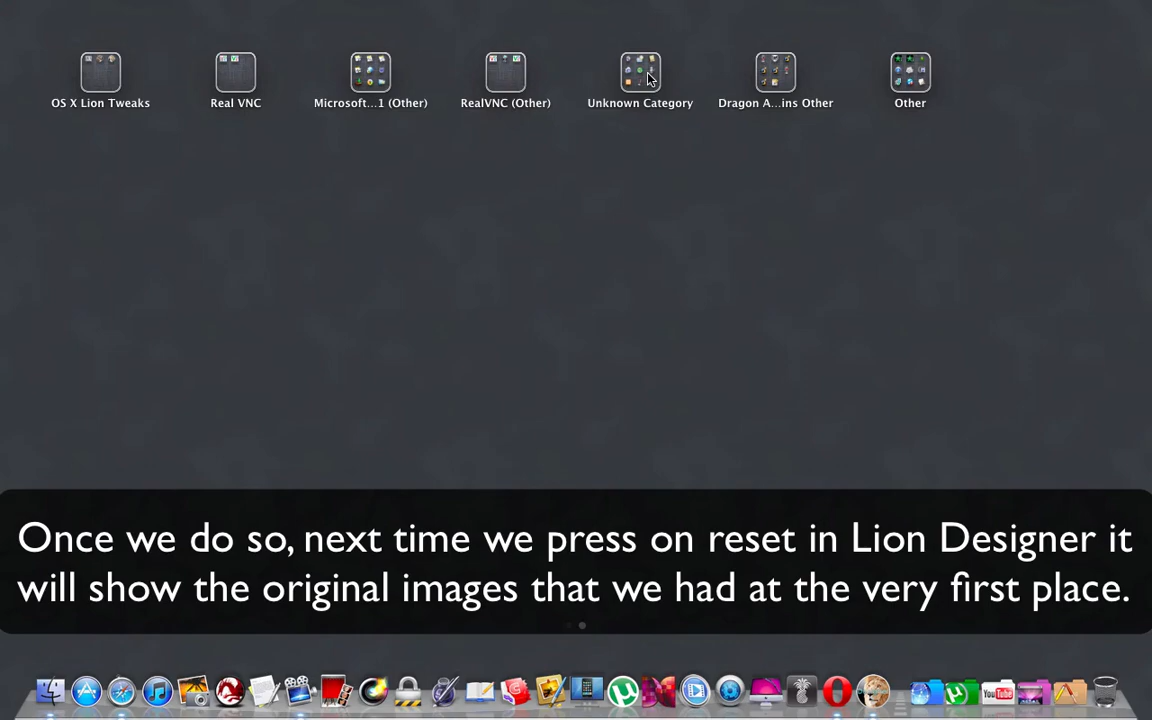 OS X Lion Tweaks
Real VNC
Microsoft...1 (Other)
RealVNC (Other)
Unknown Category
Dragon A...ins Other
Other
Once we do so, next time we press on reset in Lion Designer it
will show the original images that we had at the very first place.
You Tube